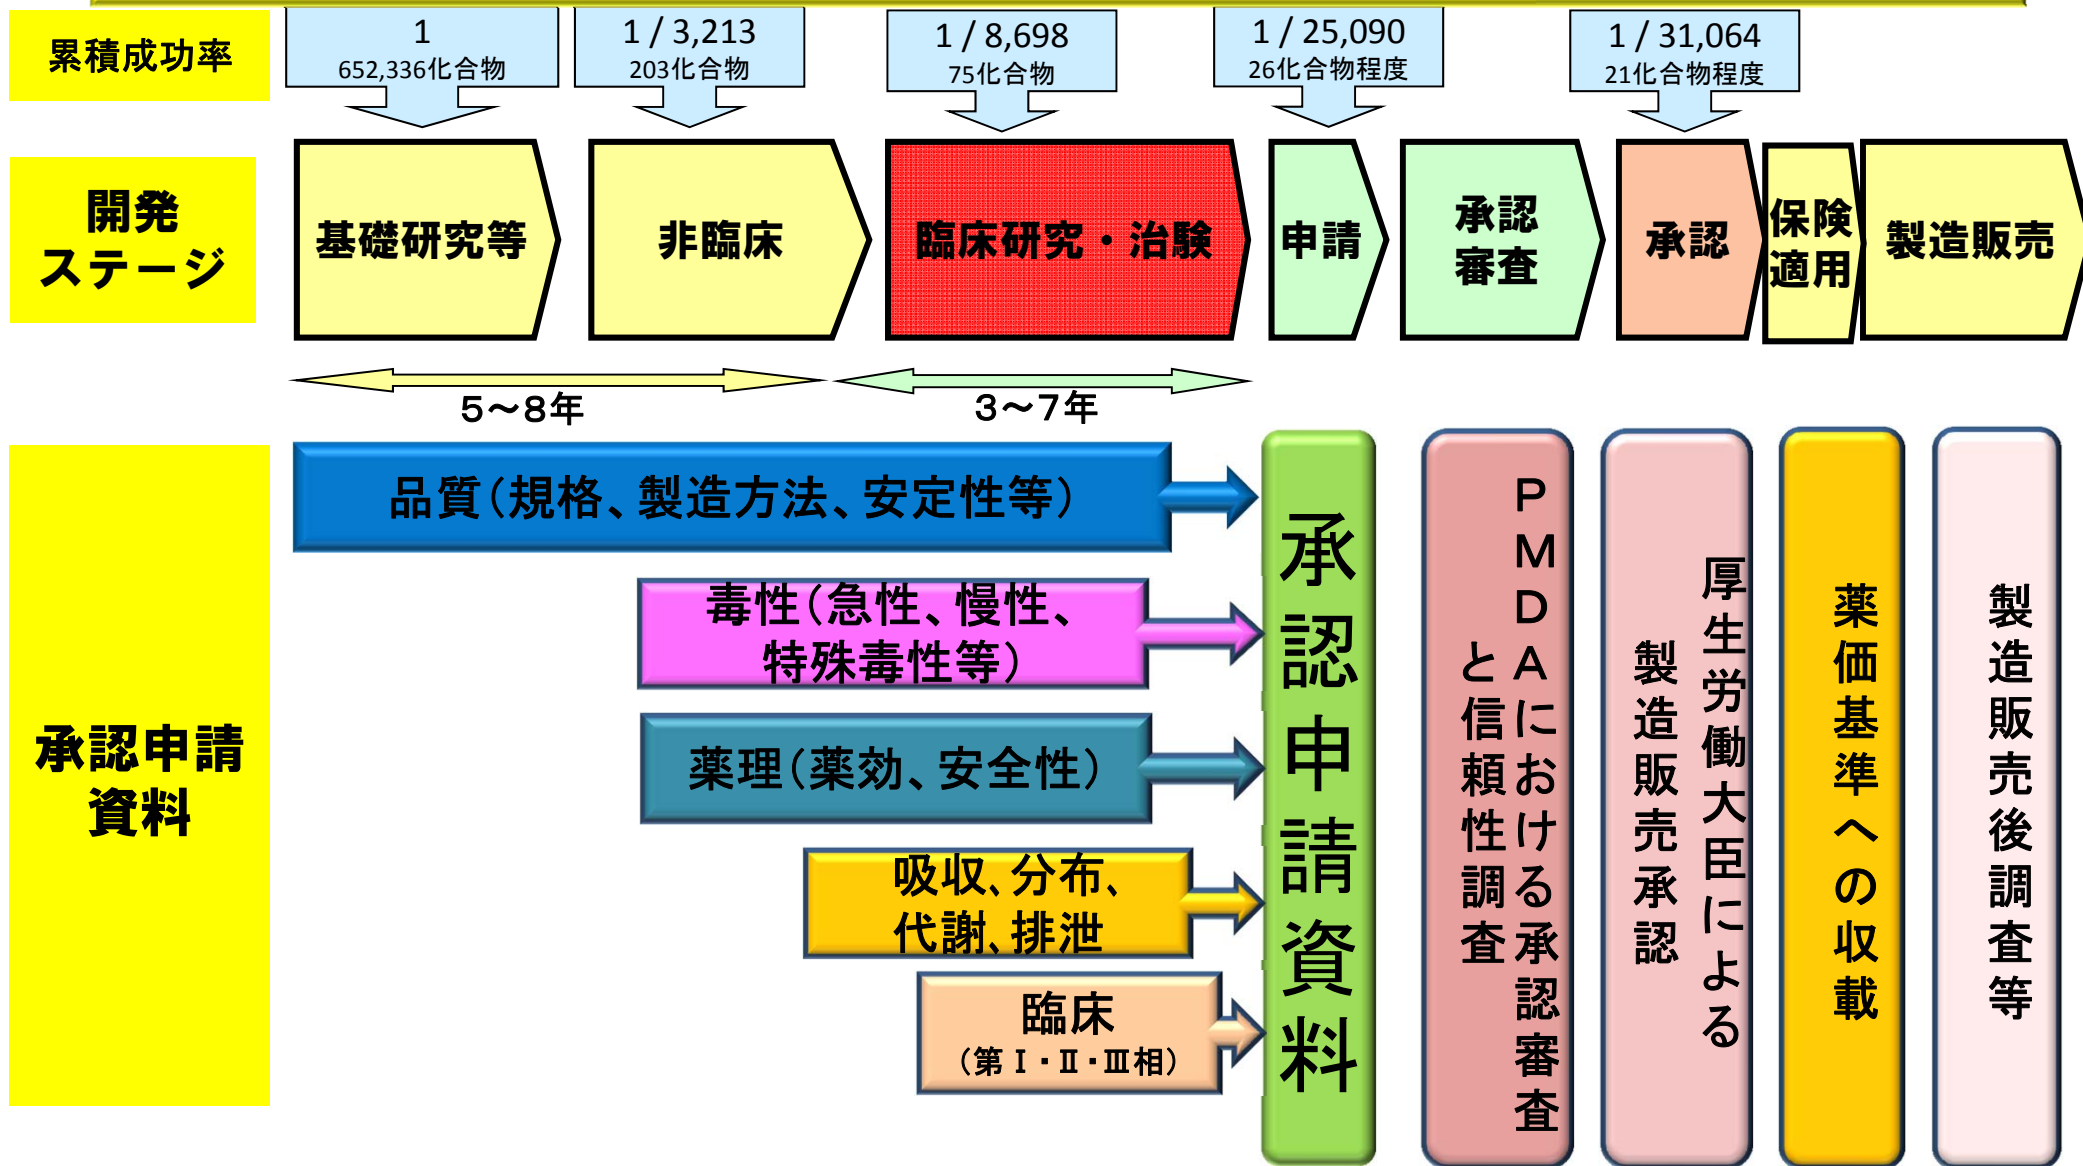 累積成功率
1
652,336化合物
1 / 3,213
203化合物
1 / 8,698
75化合物
1 / 25,090
26化合物程度
1 / 31,064
21化合物程度
開発
ステージ
基礎研究等
非臨床
臨床研究・治験
申請
承認
審査
承認
保険
適用
製造販売
5~8年
3~7年
承認申請
資料
品質(規格、製造方法、安定性等)
毒性(急性、慢性、
特殊毒性等)
薬理(薬効、安全性)
吸収、分布、
代謝、排泄
臨床
(第Ⅰ・Ⅱ・Ⅲ相)
承認申請資料
PMDAにおける承認審査
と信頼性調査
厚生労働大臣による
製造販売承認
薬価基準への収載
製造販売後調査等